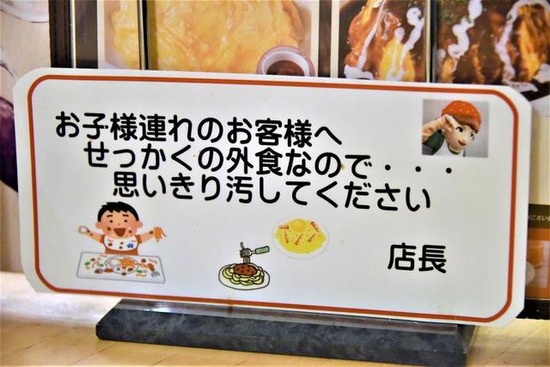 お子様連れのお客様へ
せっかくの外食なので・・・
思いきり汚してください
店長